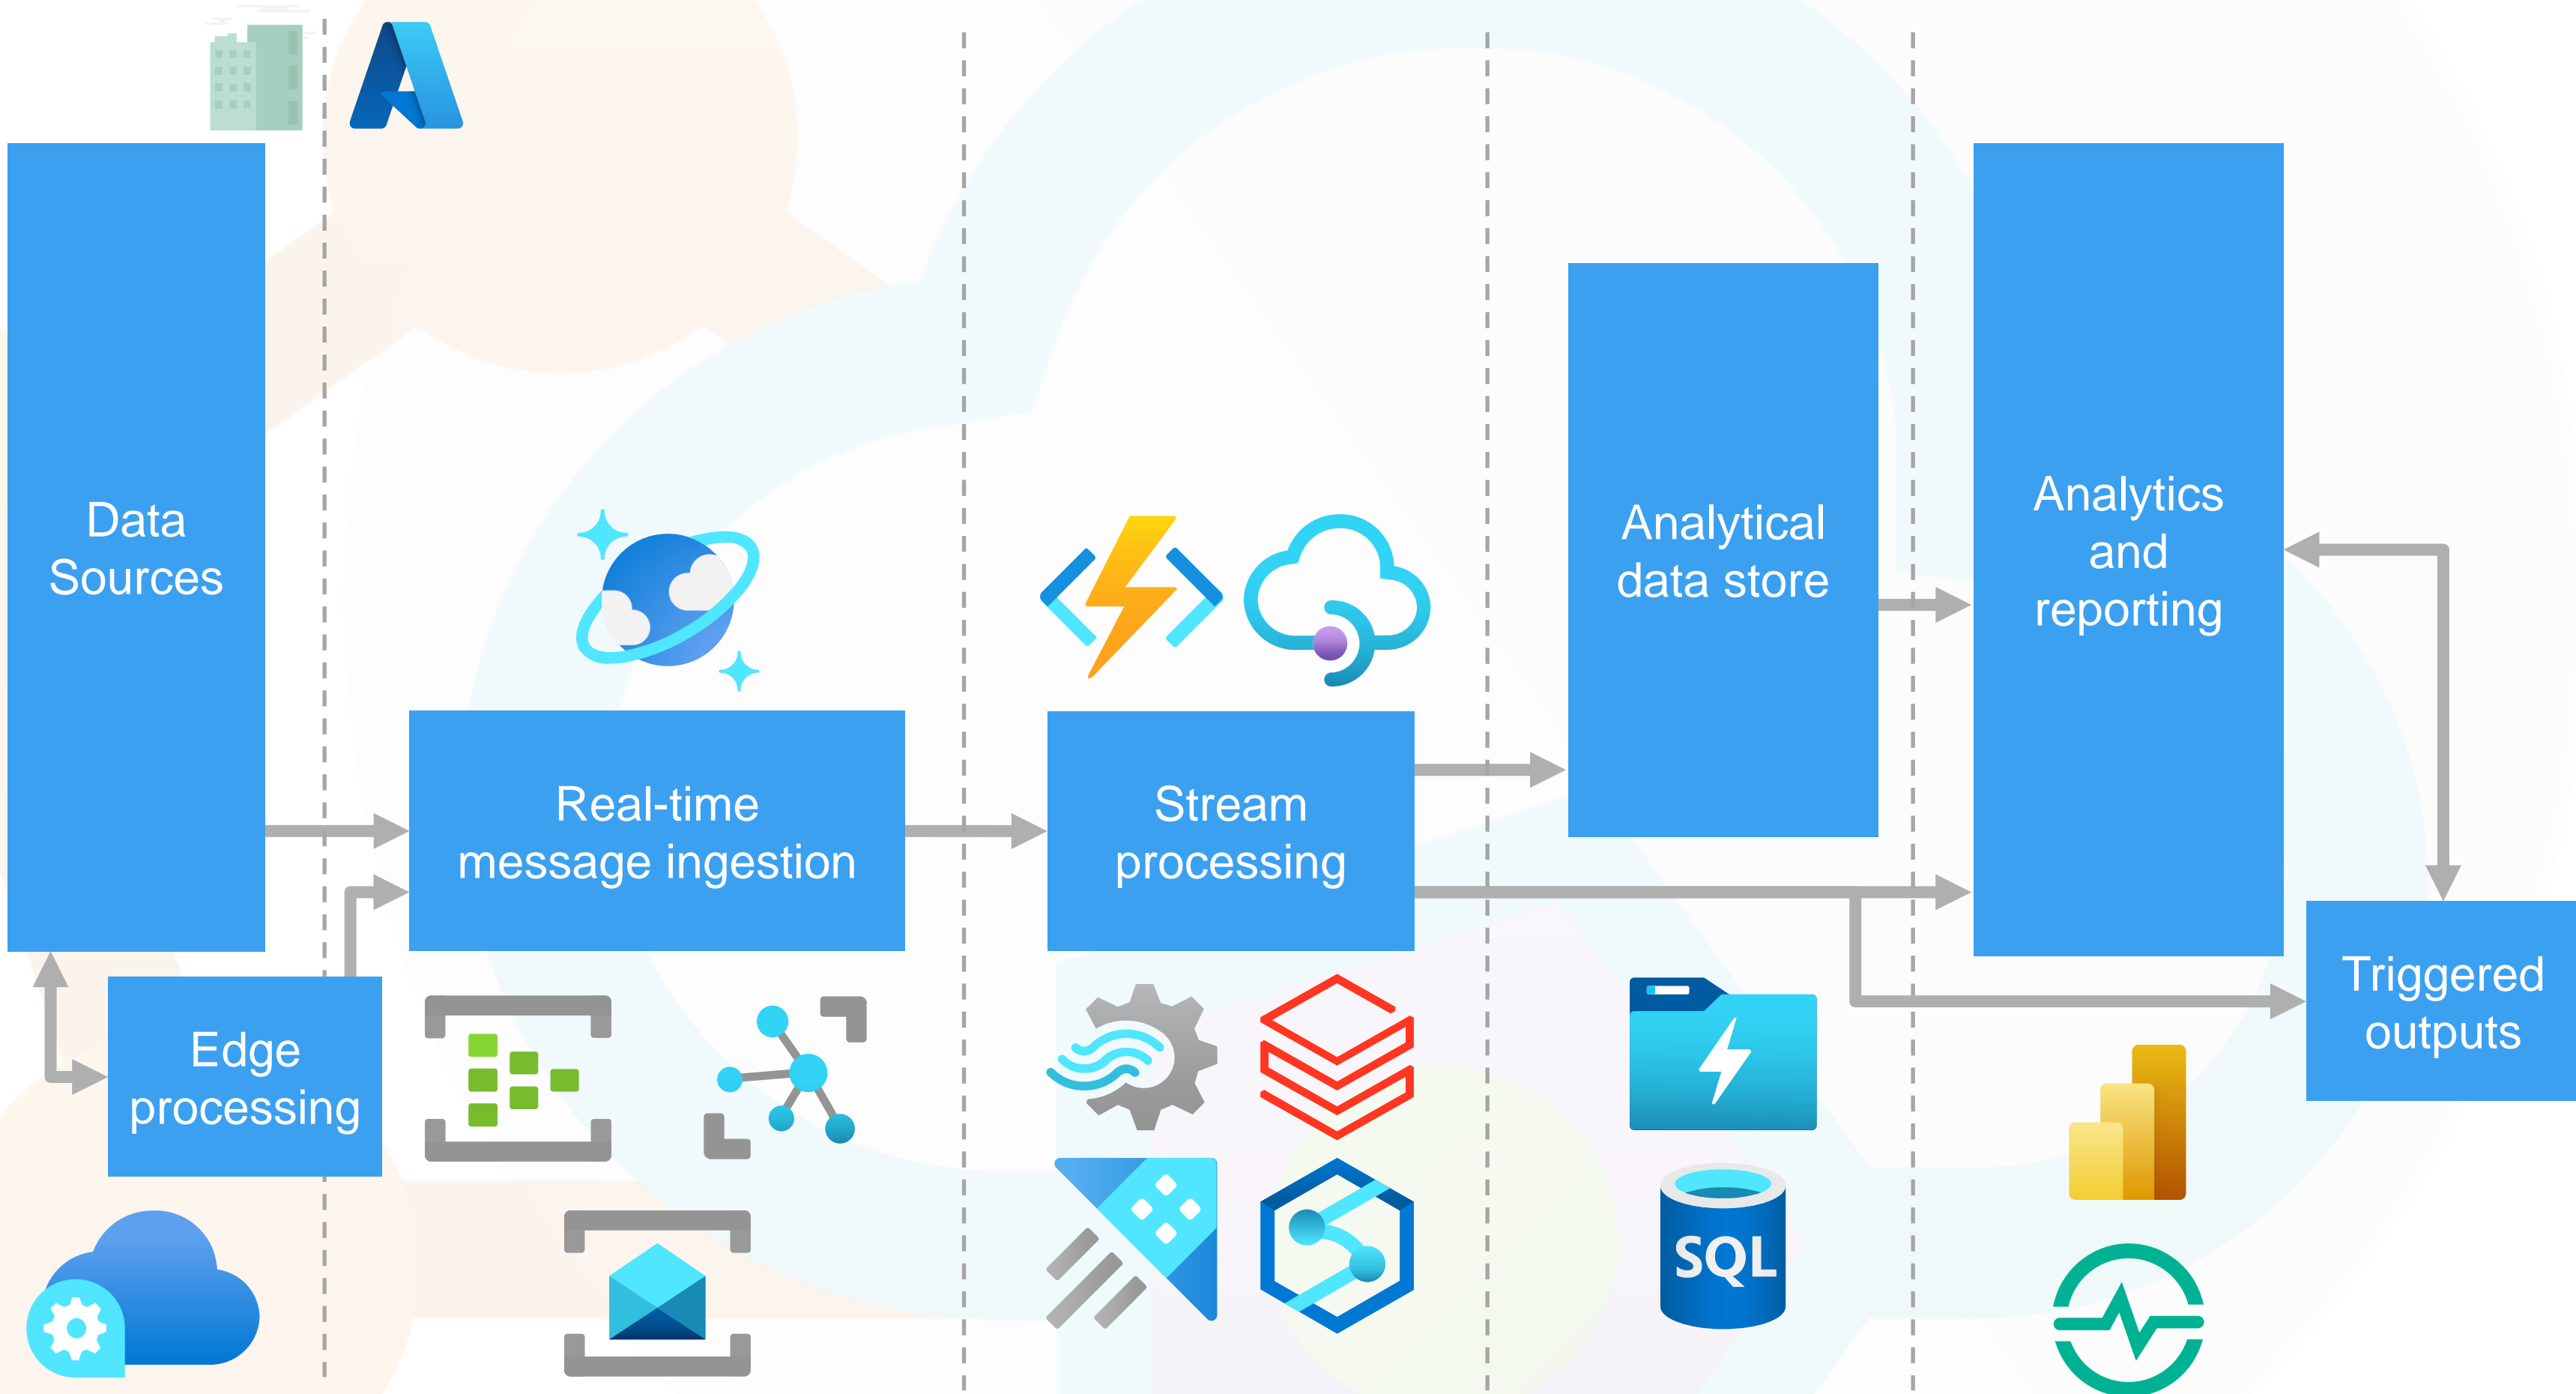 Data
Sources
Edge
processing
Real-time
message ingestion
Stream
processing
Analytical
data store
SQL
Analytics
and
reporting
Triggered
outputs